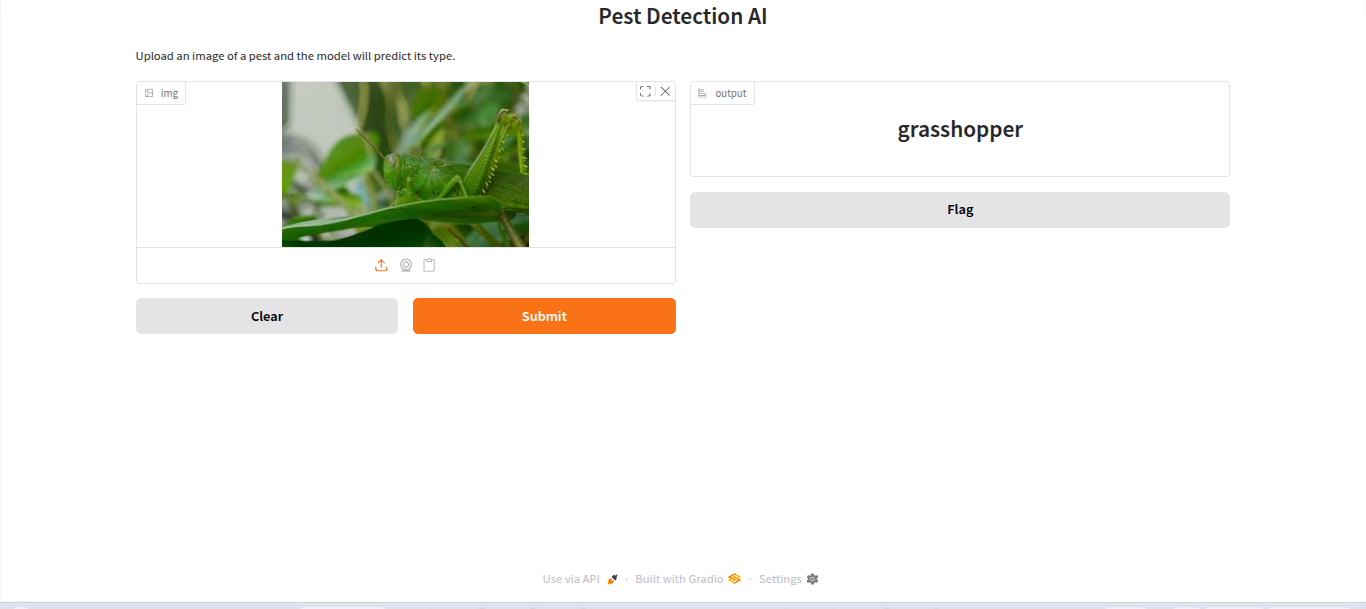 Pest Detection AI
Upload an image of a pest and the model will predict its type.
img
output
grasshopper
Flag
Clear
Submit
Use via API · Built with Gradio · Settings